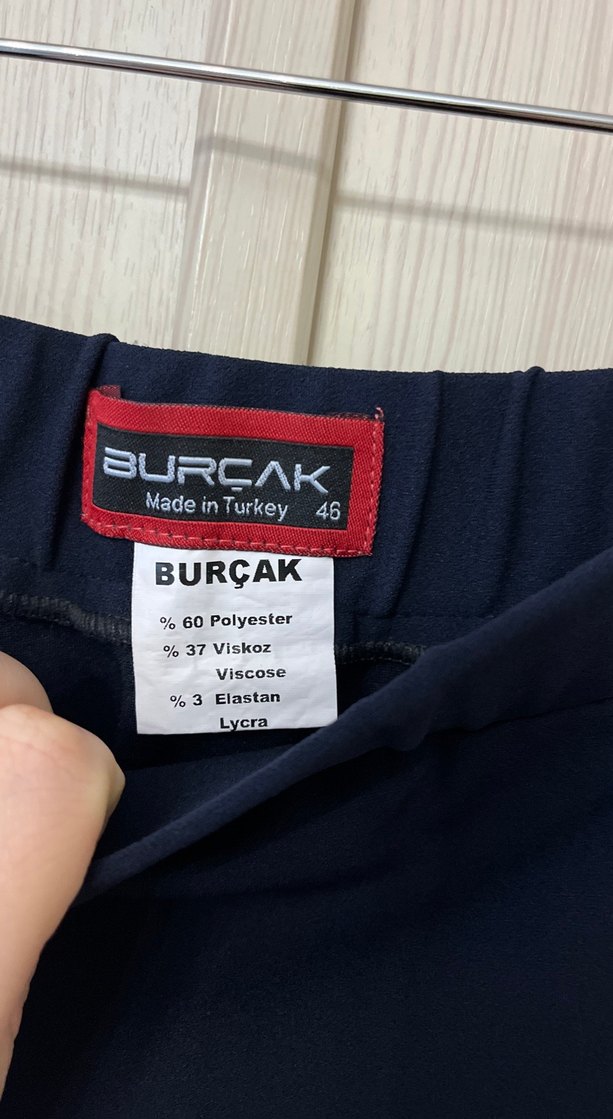 BURÇAK
Made in Turkey 46
BURÇAK
% 60 Polyester
% 37 Viskoz
Viscose
% 3 Elastan
Lycra